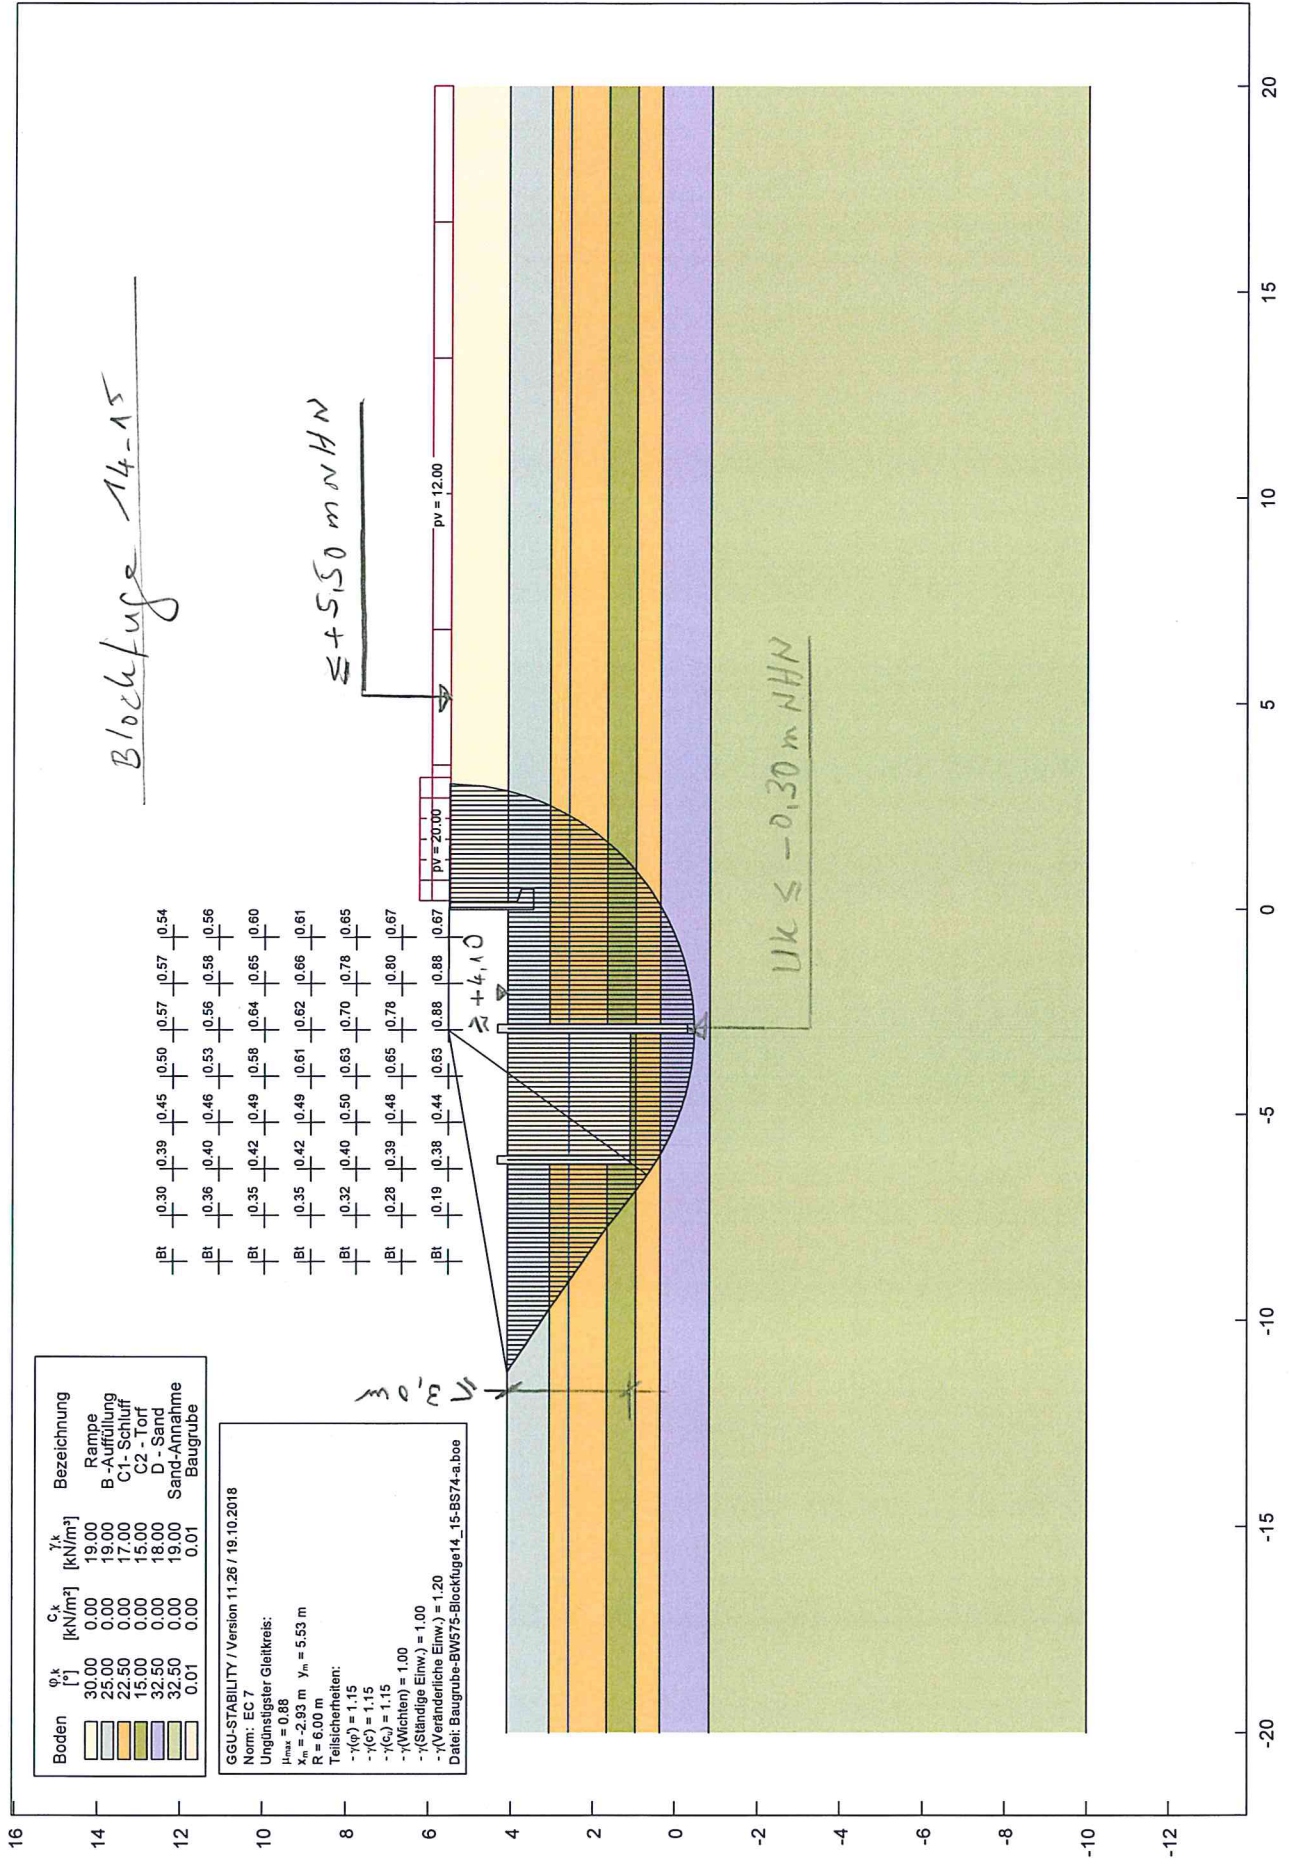 Blockfuge 14-15
≤ +5,50 mNHN
≥ +4,10
UK ≤ -0,30 m NHN
≤ 3,0 m
Boden φ,k [°] c,k [kN/m²] γ,k [kN/m³] Bezeichnung
30.00 0.00 19.00 Rampe
25.00 0.00 19.00 B -Auffüllung
22.50 0.00 17.00 C1- Schluff
15.00 0.00 15.00 C2 - Torf
32.50 0.00 18.00 D - Sand
32.50 0.00 19.00 Sand-Annahme
0.01 0.00 0.01 Baugrube
GGU-STABILITY / Version 11.26 / 19.10.2018
Norm: EC 7
Ungünstigster Gleitkreis:
μmax = 0.88
xm = -2.93 m ym = 5.53 m
R = 6.00 m
Teilsicherheiten:
- γ(φ') = 1.15
- γ(c') = 1.15
- γ(cu) = 1.15
- γ(Wichten) = 1.00
- γ(Ständige Einw.) = 1.00
- γ(Veränderliche Einw.) = 1.20
Datei: Baugrube-BW575-Blockfuge14_15-BS74-a.boe
Bt 0.30 0.39 0.45 0.50 0.57 0.57 0.54
Bt 0.36 0.40 0.46 0.53 0.56 0.58 0.56
Bt 0.35 0.42 0.49 0.58 0.64 0.65 0.60
Bt 0.35 0.42 0.49 0.61 0.62 0.66 0.61
Bt 0.32 0.40 0.50 0.63 0.70 0.78 0.65
Bt 0.28 0.39 0.48 0.65 0.78 0.80 0.67
Bt 0.19 0.38 0.44 0.63 0.88 0.88 0.67
pv = 20.00
pv = 12.00
16
14
12
10
8
6
4
2
0
-2
-4
-6
-8
-10
-12
-20 -15 -10 -5 0 5 10 15 20